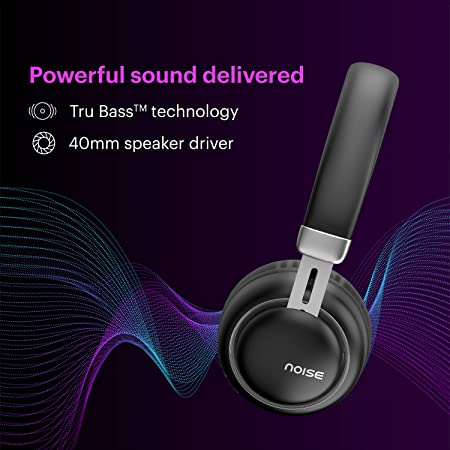 Powerful sound delivered
Tru Bass™ technology
40mm speaker driver
NOISE